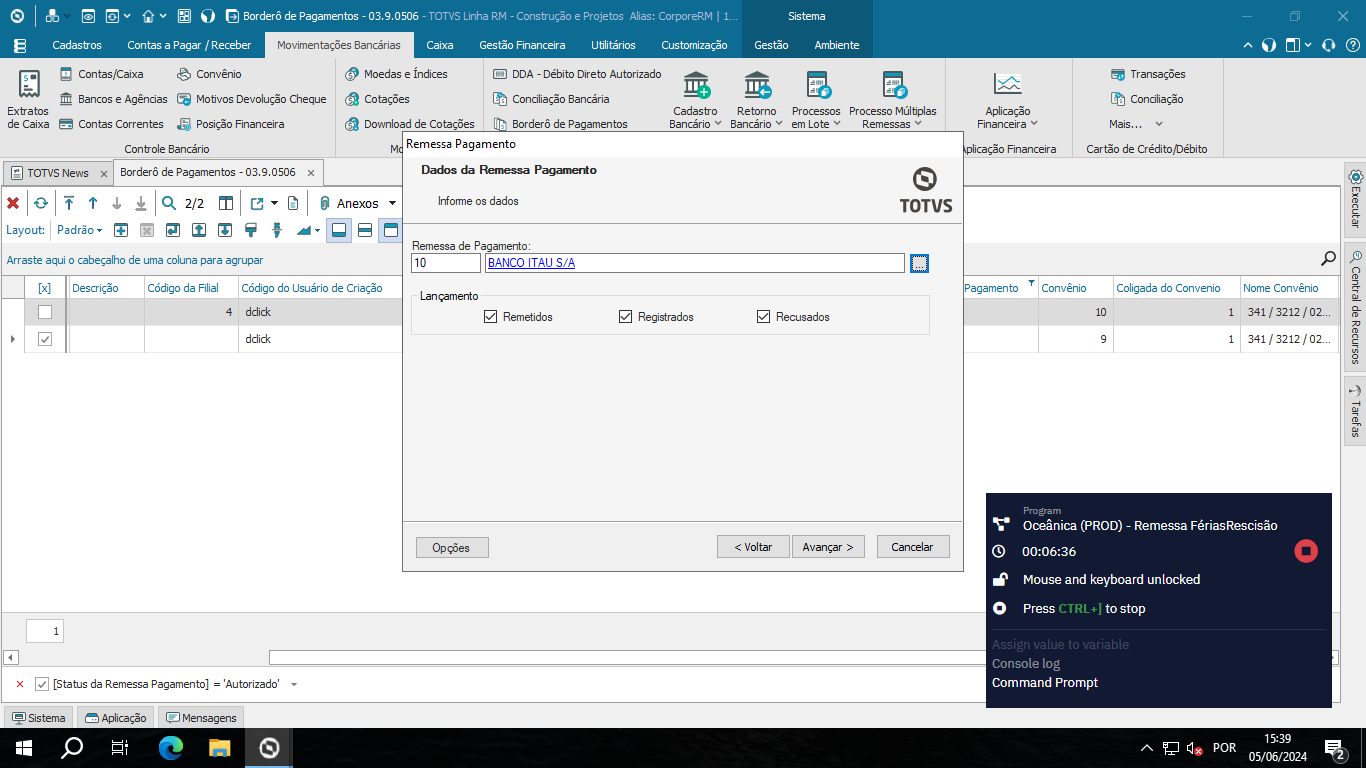 Borderô de Pagamentos - 03.9.0506 - TOTVS Linha RM - Construção e Projetos Alias: CorporeRM | 1...
Sistema
Cadastros
Contas a Pagar / Receber
Movimentações Bancárias
Caixa
Gestão Financeira
Utilitários
Customização
Gestão
Ambiente
Extratos de Caixa
Contas/Caixa
Convênio
Bancos e Agências
Motivos Devolução Cheque
Contas Correntes
Posição Financeira
Controle Bancário
Moedas e Índices
Cotações
Download de Cotações
DDA - Débito Direto Autorizado
Conciliação Bancária
Borderô de Pagamentos
Cadastro Bancário
Retorno Bancário
Processos em Lote
Processo Múltiplas Remessas
Aplicação Financeira
Aplicação Financeira
Transações
Conciliação
Mais...
Cartão de Crédito/Débito
TOTVS News
Borderô de Pagamentos - 03.9.0506
2/2
Anexos
Layout:
Padrão
Arraste aqui o cabeçalho de uma coluna para agrupar
[x]
Descrição
Código da Filial
Código do Usuário de Criação
Pagamento
Convênio
Coligada do Convenio
Nome Convênio
4
dclick
10
1
341 / 3212 / 02...
dclick
9
1
341 / 3212 / 02...
Remessa Pagamento
Dados da Remessa Pagamento
Informe os dados
TOTVS
Remessa de Pagamento:
10
BANCO ITAU S/A
...
Lançamento
Remetidos
Registrados
Recusados
Opções
< Voltar
Avançar >
Cancelar
Executar
Central de Recursos
Tarefas
Program
Oceânica (PROD) - Remessa FériasRescisão
00:06:36
Mouse and keyboard unlocked
Press CTRL+] to stop
Assign value to variable
Console log
Command Prompt
1
[Status da Remessa Pagamento] = 'Autorizado'
Sistema
Aplicação
Mensagens
POR
15:39
05/06/2024
2